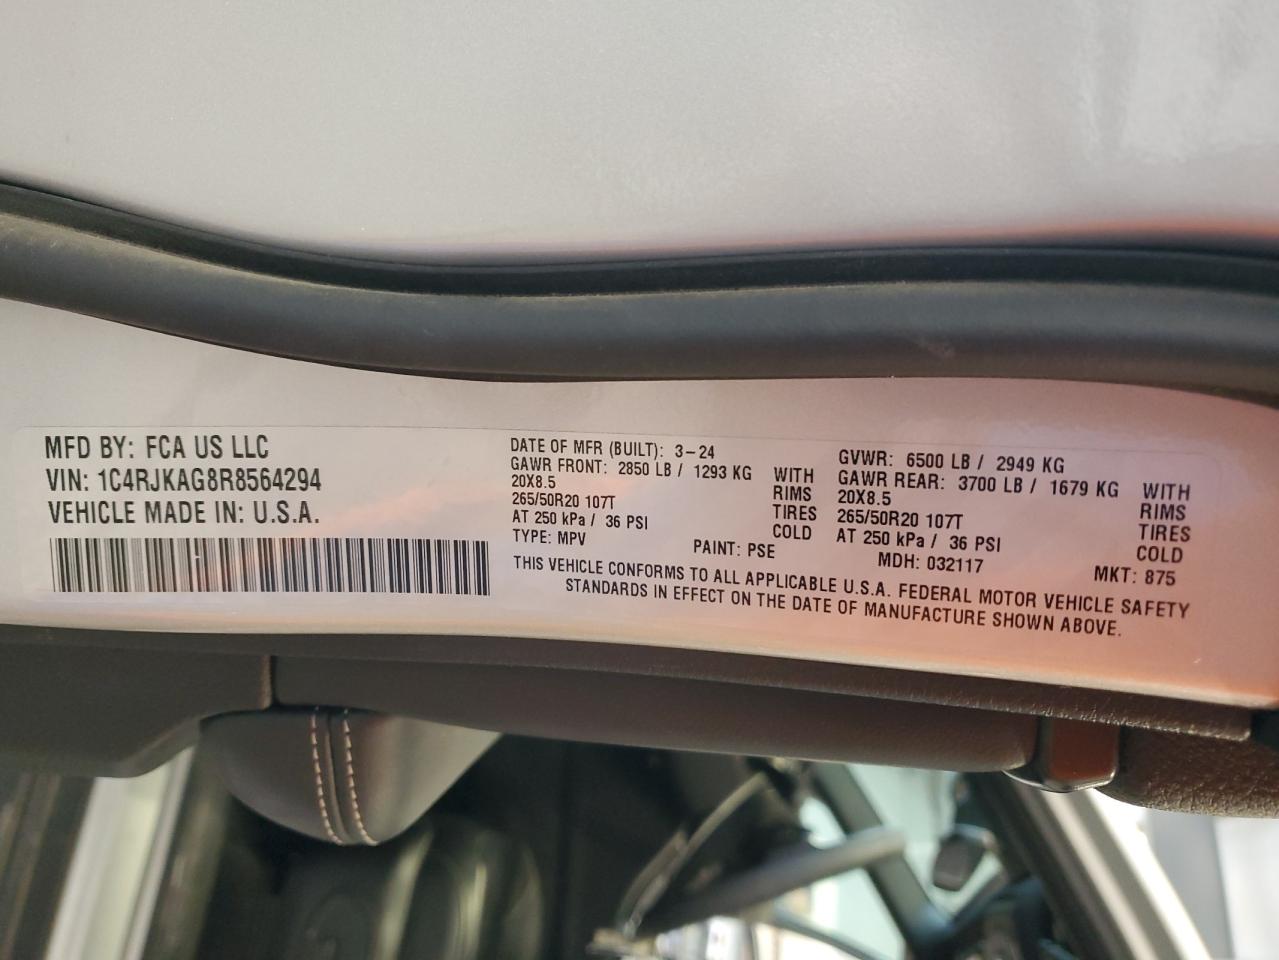 MFD BY: FCA US LLC
VIN: 1C4RJKAG8R8564294
VEHICLE MADE IN: U.S.A.
DATE OF MFR (BUILT): 3-24
GAWR FRONT: 2850 LB / 1293 KG WITH
20X8.5 RIMS
265/50R20 107T TIRES
AT 250 kPa / 36 PSI COLD
TYPE: MPV PAINT: PSE
GVWR: 6500 LB / 2949 KG
GAWR REAR: 3700 LB / 1679 KG WITH
20X8.5 RIMS
265/50R20 107T TIRES
AT 250 kPa / 36 PSI COLD
MDH: 032117 MKT: 875
THIS VEHICLE CONFORMS TO ALL APPLICABLE U.S.A. FEDERAL MOTOR VEHICLE SAFETY
STANDARDS IN EFFECT ON THE DATE OF MANUFACTURE SHOWN ABOVE.